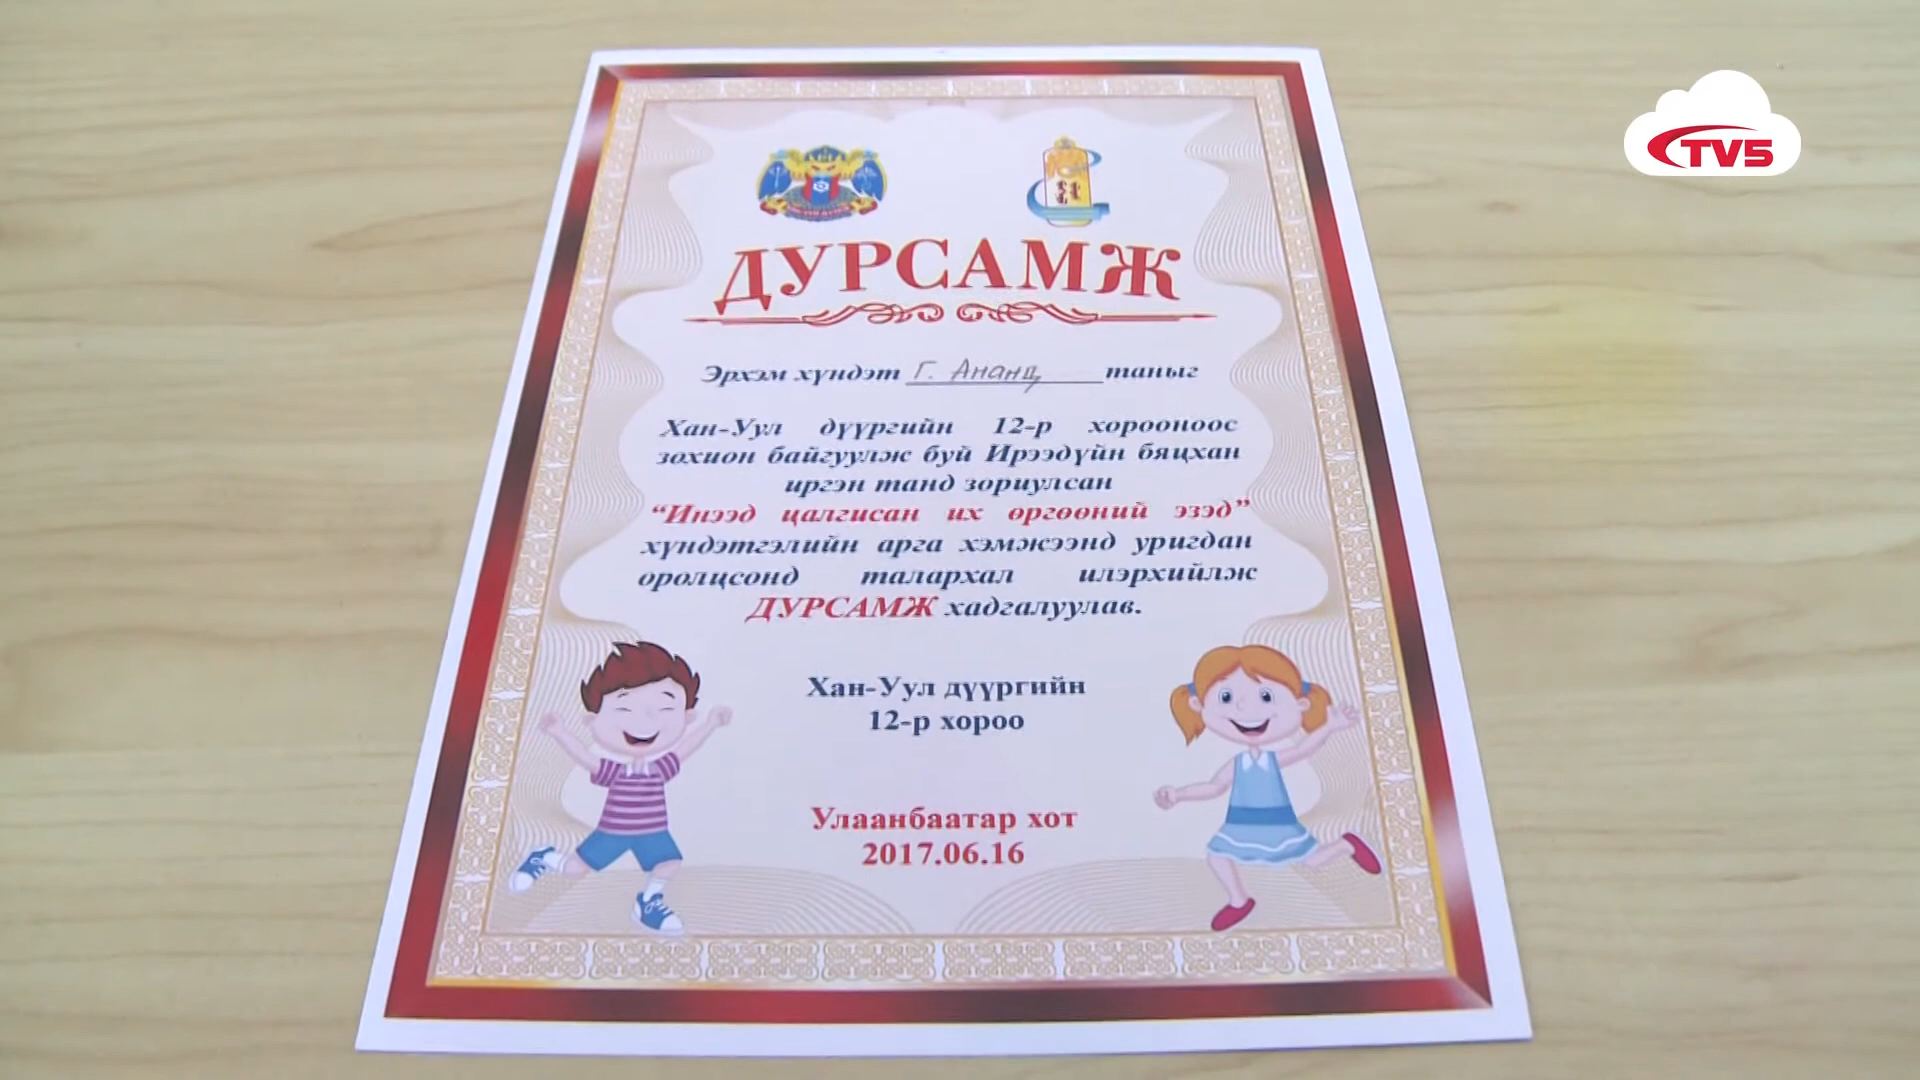 TV5
ДУРСАМЖ
Эрхэм хүндэт Г. Ананд таныг
Хан-Уул дүүргийн 12-р хорооноос
зохион байгуулж буй Ирээдүйн бяцхан
иргэн танд зориулсан
“Инээд цалгисан их өргөөний эзэд”
хүндэтгэлийн арга хэмжээнд уригдан
оролцсонд талархал илэрхийлж
ДУРСАМЖ хадгалуулав.
Хан-Уул дүүргийн
12-р хороо
Улаанбаатар хот
2017.06.16